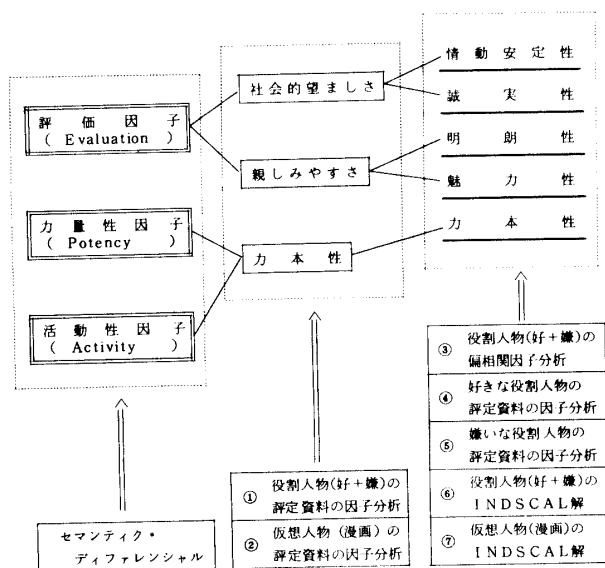 評価因子
( Evaluation )
力量性因子
( Potency )
活動性因子
( Activity )
セマンティク・
ディファレンシャル
社会的望ましさ
親しみやすさ
力本性
① 役割人物(好+嫌)の
評定資料の因子分析
② 仮想人物(漫画)の
評定資料の因子分析
情動安定性
誠実性
明朗性
魅力性
力本性
③ 役割人物(好+嫌)の
偏相関因子分析
④ 好きな役割人物の
評定資料の因子分析
⑤ 嫌いな役割人物の
評定資料の因子分析
⑥ 役割人物(好+嫌)の
INDSCAL解
⑦ 仮想人物(漫画)の
INDSCAL解